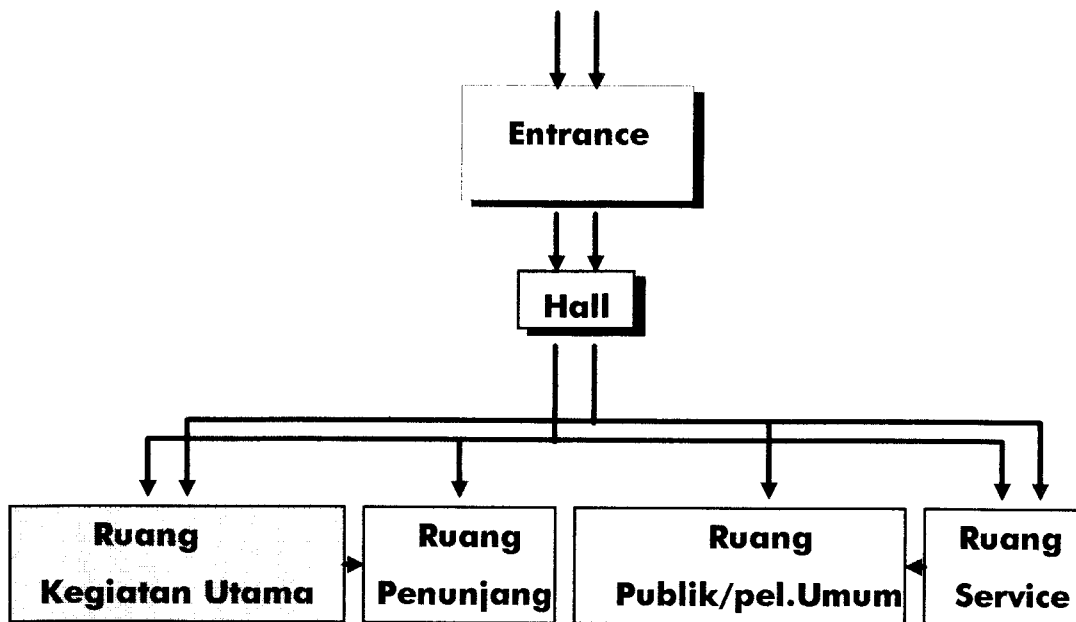 Entrance
Hall
Ruang
Kegiatan Utama
Ruang
Penunjang
Ruang
Publik/pel.Umum
Ruang
Service